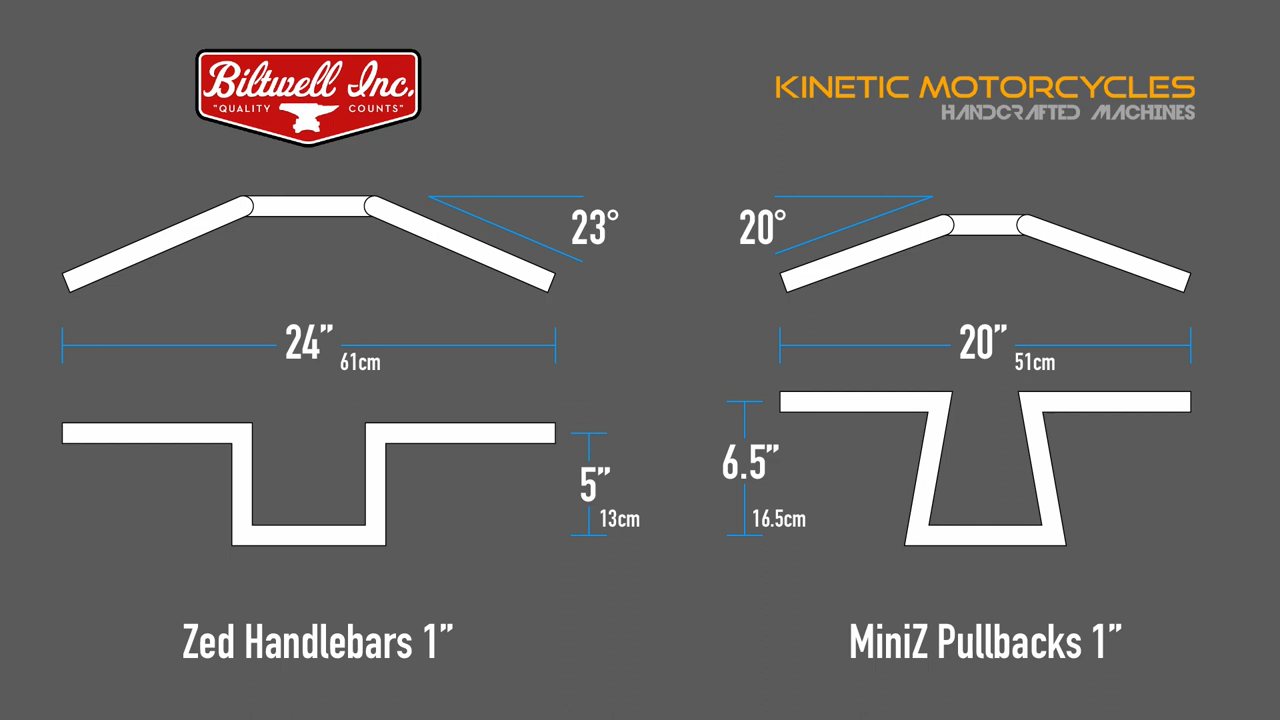 Biltwell Inc.
"QUALITY COUNTS"
KINETIC MOTORCYCLES
HANDCRAFTED MACHINES
23°
20°
24”
61cm
20”
51cm
5”
13cm
6.5”
16.5cm
Zed Handlebars 1”
MiniZ Pullbacks 1”